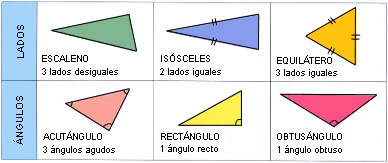 LADOS
ESCALENO
3 lados desiguales
ISÓSCELES
2 lados iguales
EQUILÁTERO
3 lados iguales
ÁNGULOS
ACUTÁNGULO
3 ángulos agudos
RECTÁNGULO
1 ángulo recto
OBTUSÁNGULO
1 ángulo obtuso